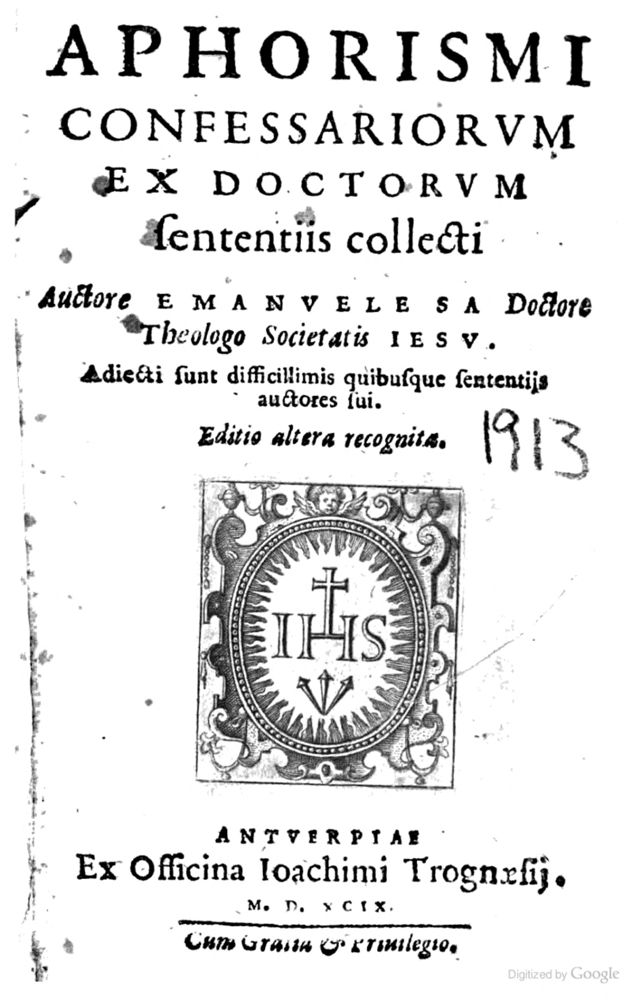 APHORISMI
CONFESSARIORVM
EX DOCTORVM
sententiis collecti
Auctore EMANVELE SA Doctore
Theologo Societatis IESV.
Adiecti sunt difficillimis quibusque sententijs
auctores sui.
Editio altera recognita.
1913
IHS
ANTVERPIAE
Ex Officina Ioachimi Trognæsij.
M. D. XCIX.
Cum Gratia & Priuilegio.
Digitized by Google